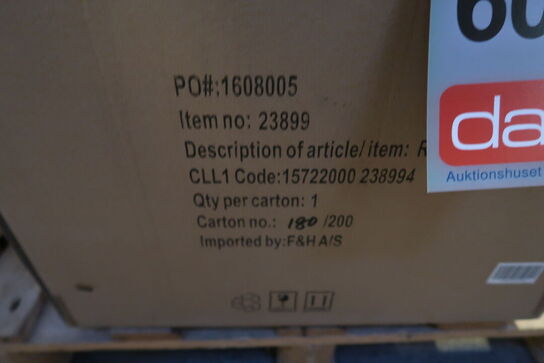 60
PO#:1608005
Item no: 23899
da
Description of article/ item: R
Auktionshuset
CLL1 Code:15722000 238994
Qty per carton: 1
Carton no.: 180 /200
Imported by:F&H A/S